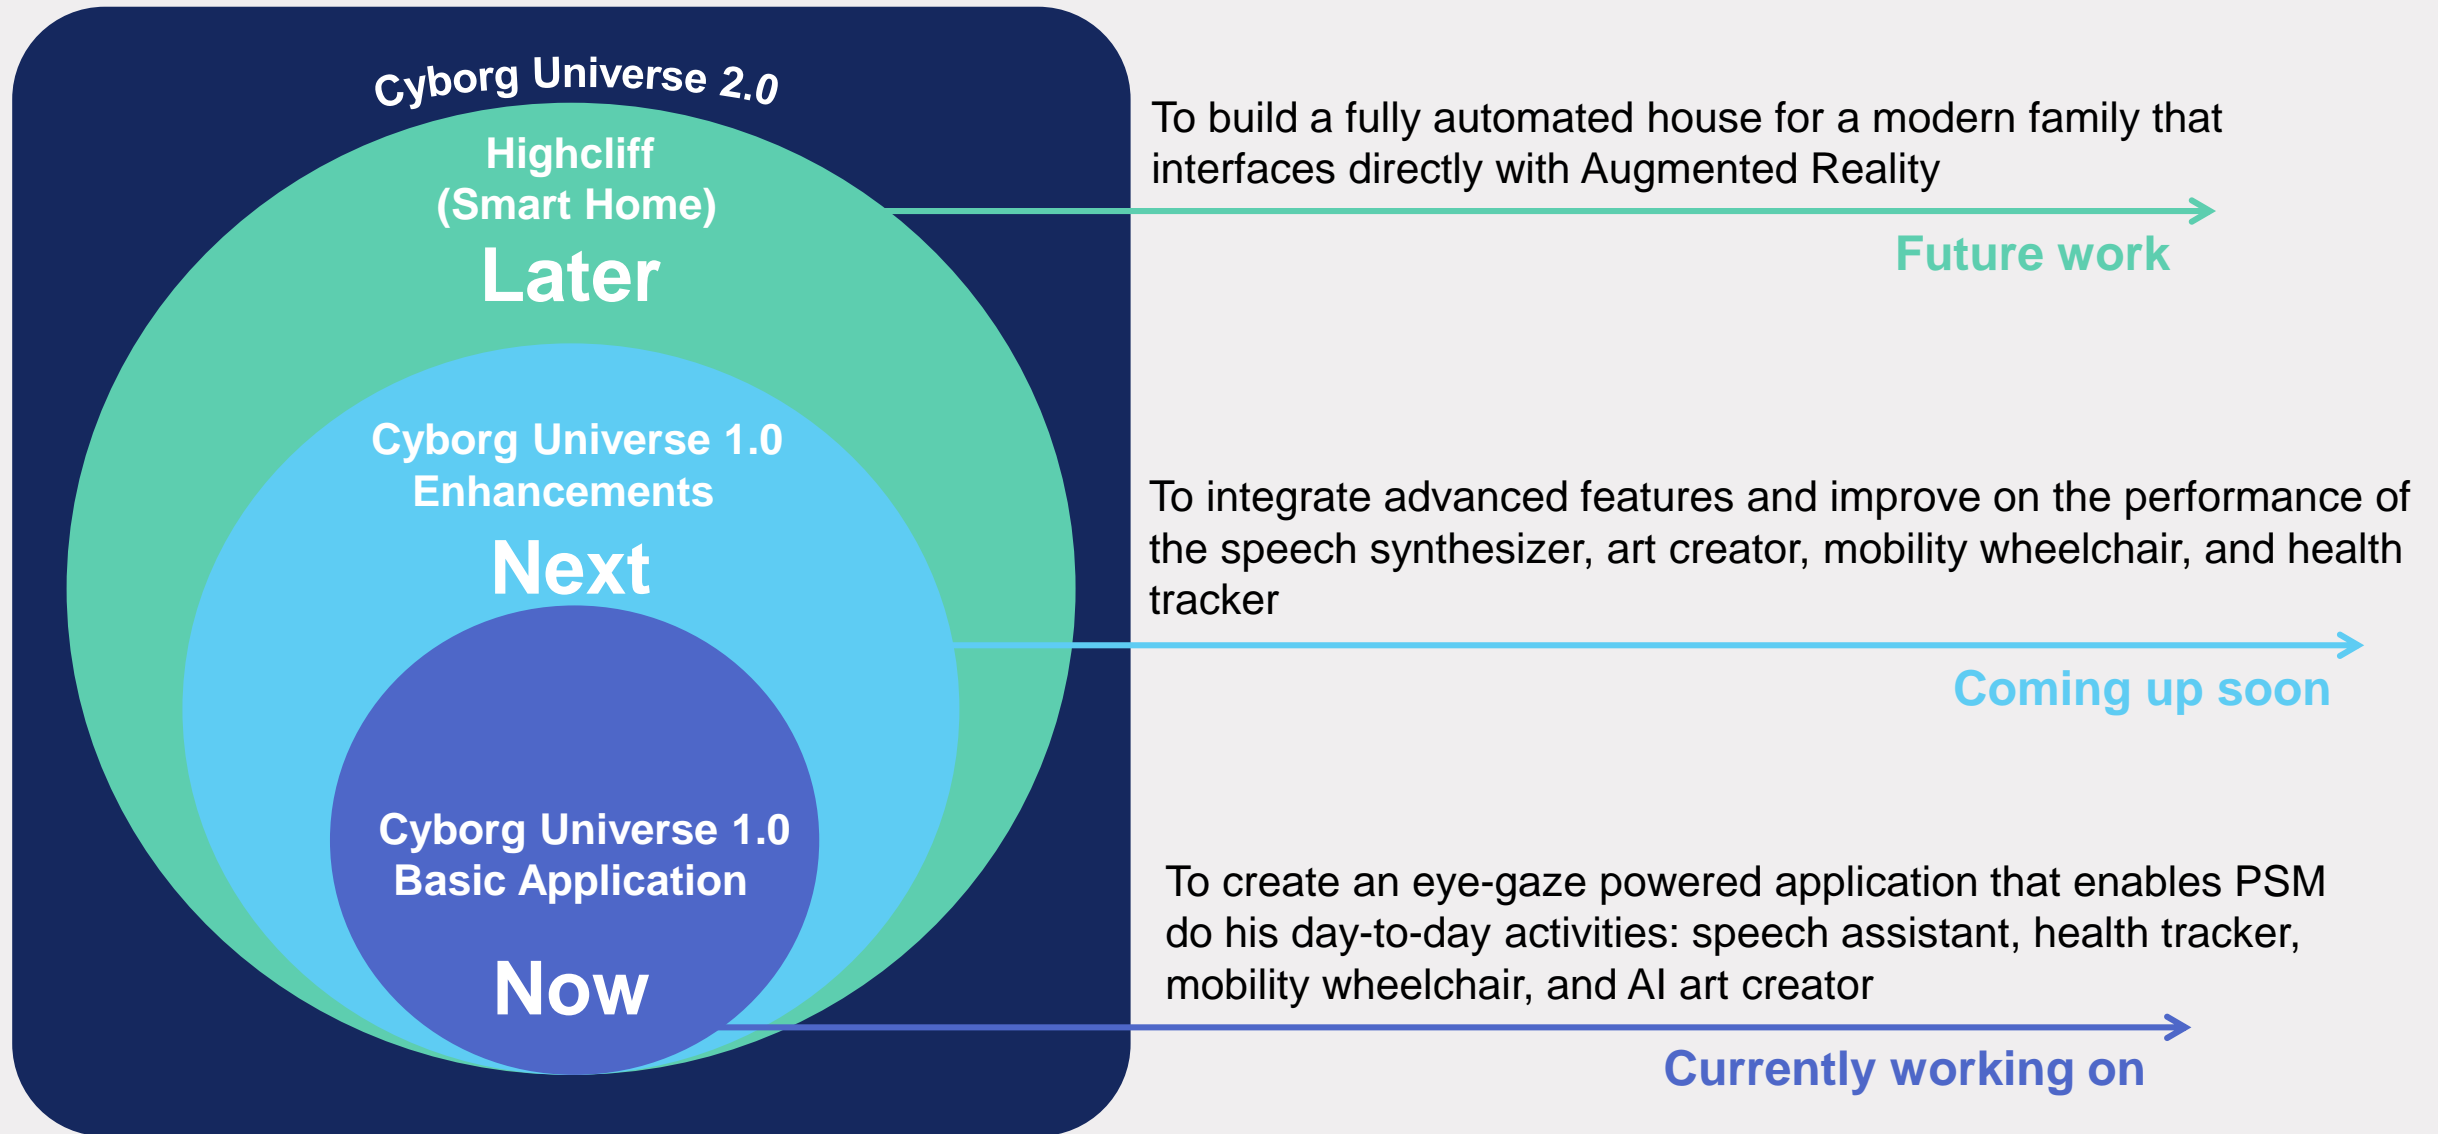 Cyborg Universe 2.0
Highcliff
(Smart Home)
Later
To build a fully automated house for a modern family that
interfaces directly with Augmented Reality
Future work
Cyborg Universe 1.0
Enhancements
Next
To integrate advanced features and improve on the performance of
the speech synthesizer, art creator, mobility wheelchair, and health
tracker
Coming up soon
Cyborg Universe 1.0
Basic Application
Now
To create an eye-gaze powered application that enables PSM
do his day-to-day activities: speech assistant, health tracker,
mobility wheelchair, and AI art creator
Currently working on